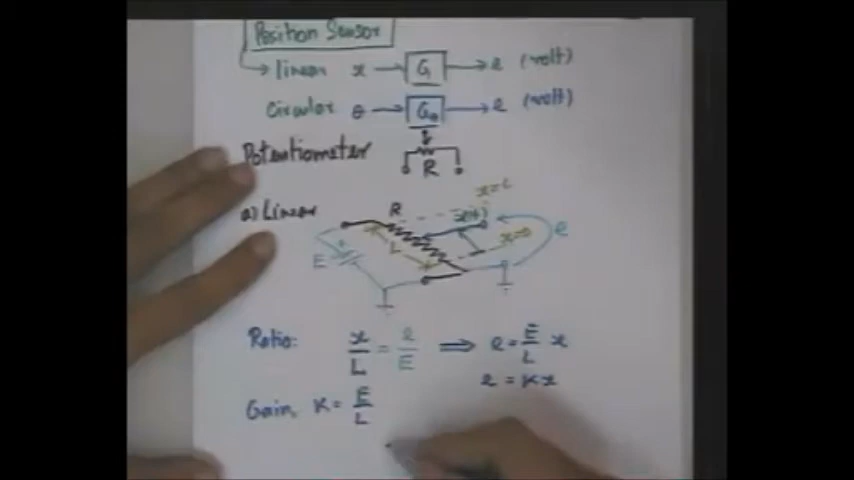 Position Sensor
linear x → G → e (volt)
Circular θ → Gθ → e (volt)
Potentiometer
R
a) Linear
R
x=L
x(t)
x=0
L
e
E
+
Ratio: x/L = e/E ⟹ e = E/L x
e = Kx
Gain, K = E/L